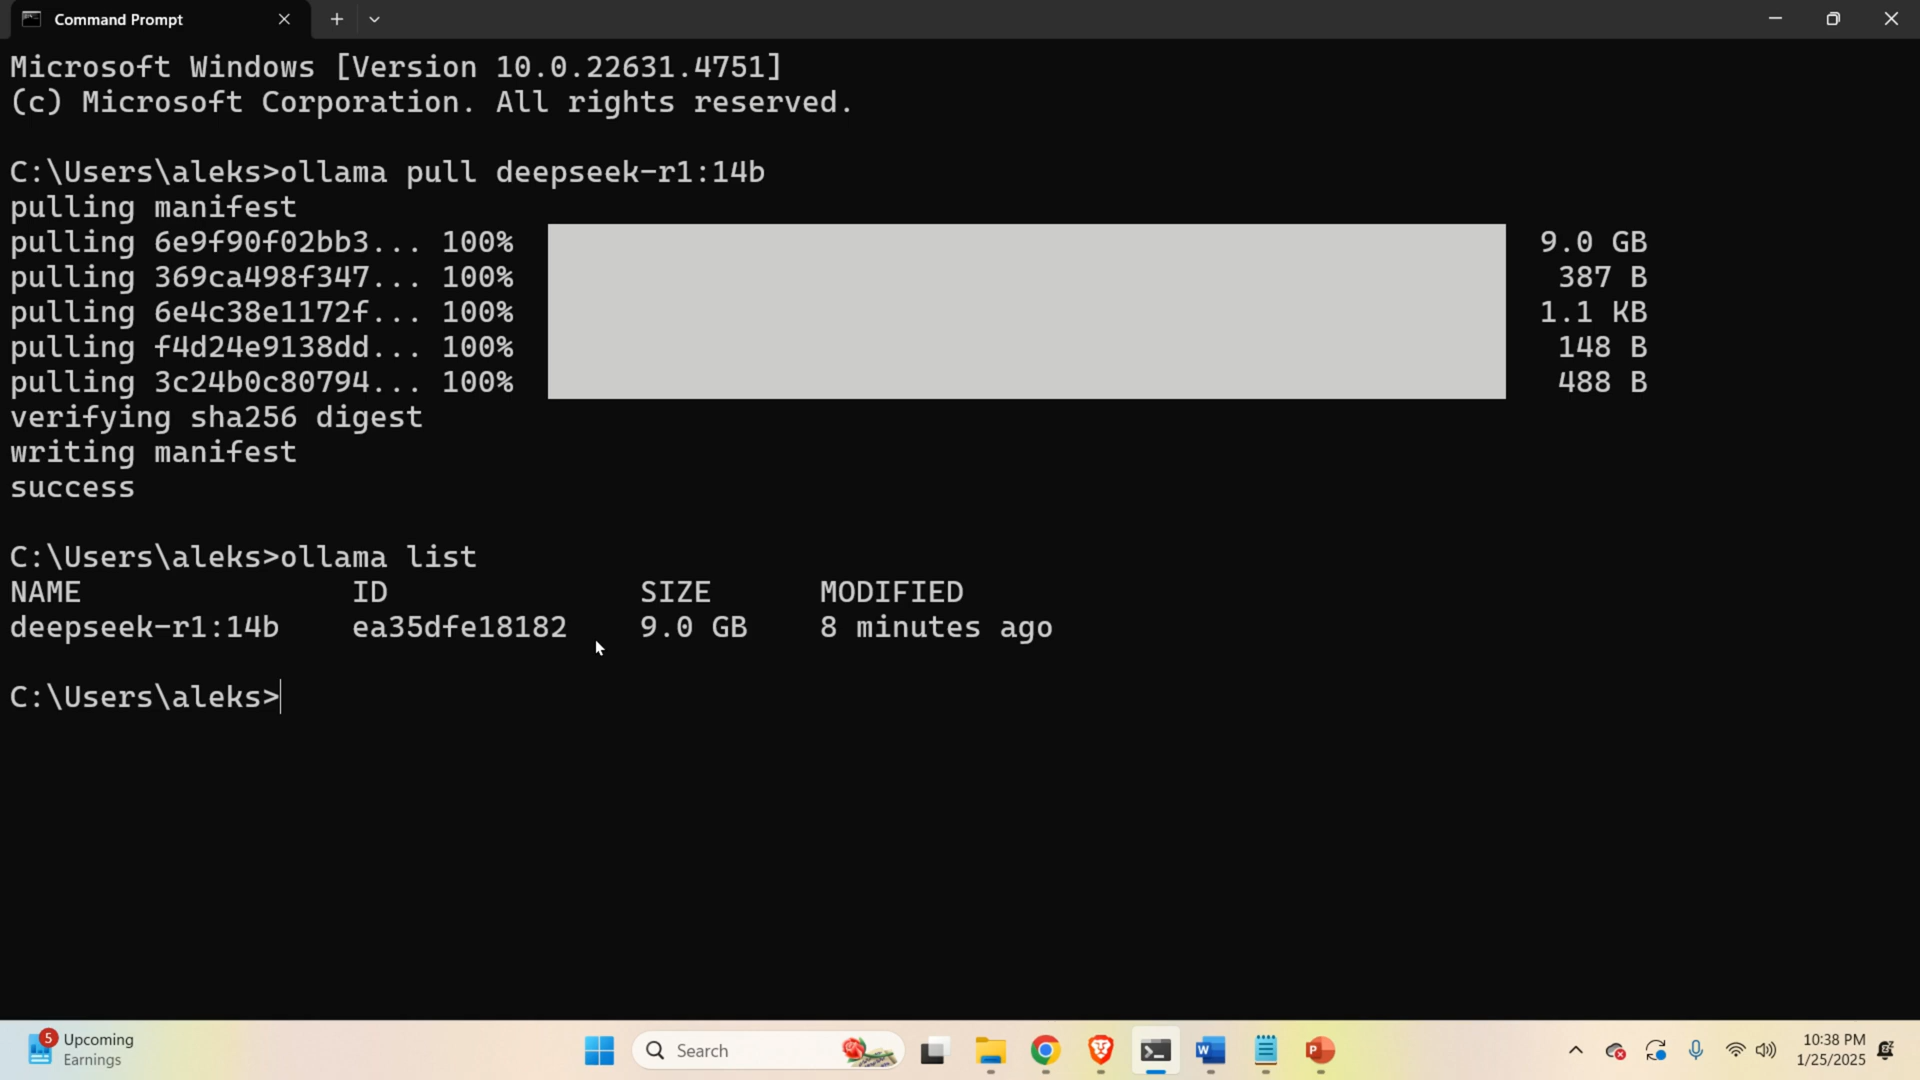 Command Prompt
Microsoft Windows [Version 10.0.22631.4751]
(c) Microsoft Corporation. All rights reserved.
C:\Users\aleks>ollama pull deepseek-r1:14b
pulling manifest
pulling 6e9f90f02bb3... 100% 9.0 GB
pulling 369ca498f347... 100% 387 B
pulling 6e4c38e1172f... 100% 1.1 KB
pulling f4d24e9138dd... 100% 148 B
pulling 3c24b0c80794... 100% 488 B
verifying sha256 digest
writing manifest
success
C:\Users\aleks>ollama list
NAME ID SIZE MODIFIED
deepseek-r1:14b ea35dfe18182 9.0 GB 8 minutes ago
C:\Users\aleks>
5 Upcoming
Earnings
Search
W
P
10:38 PM
1/25/2025